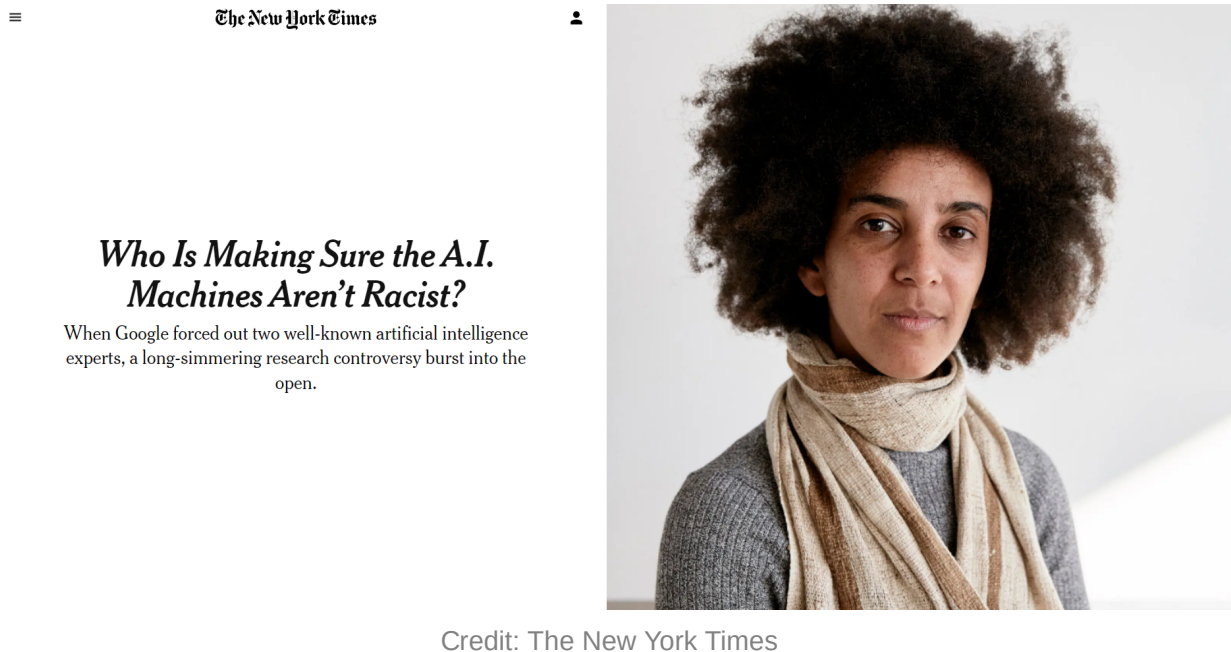 The New York Times
Who Is Making Sure the A.I.
Machines Aren’t Racist?
When Google forced out two well-known artificial intelligence
experts, a long-simmering research controversy burst into the
open.
Credit: The New York Times